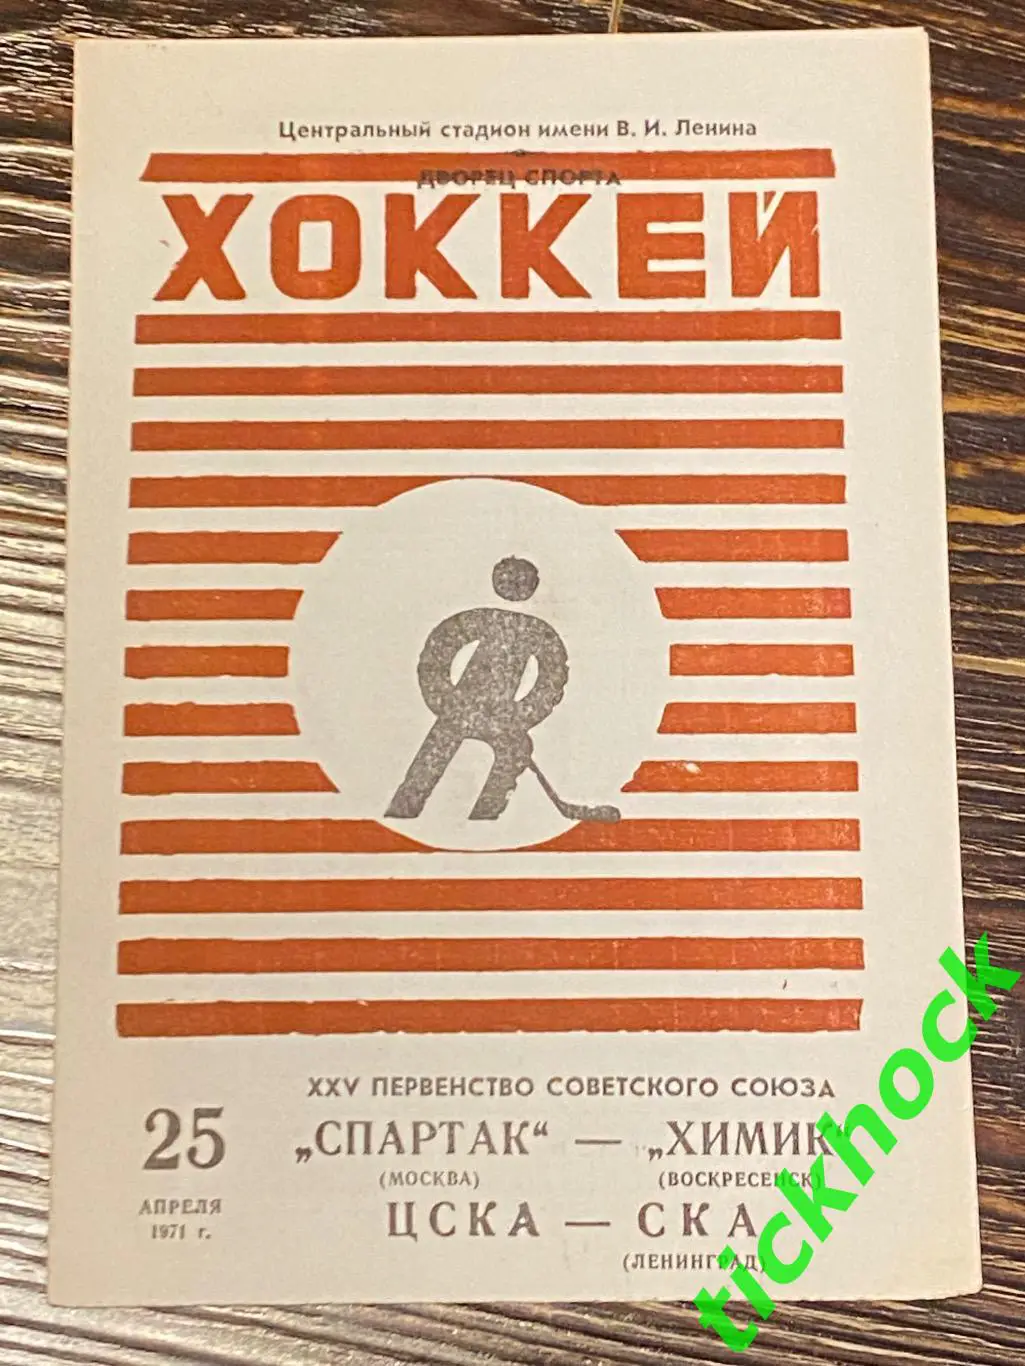 Центральный стадион имени В. И. Ленина
ДВОРЕЦ СПОРТА
ХОККЕЙ
XXV ПЕРВЕНСТВО СОВЕТСКОГО СОЮЗА
25 „СПАРТАК“ — „ХИМИК“
(МОСКВА) (ВОСКРЕСЕНСК)
АПРЕЛЯ ЦСКА — СКА
1971 г.
(ЛЕНИНГРАД)
tickhock